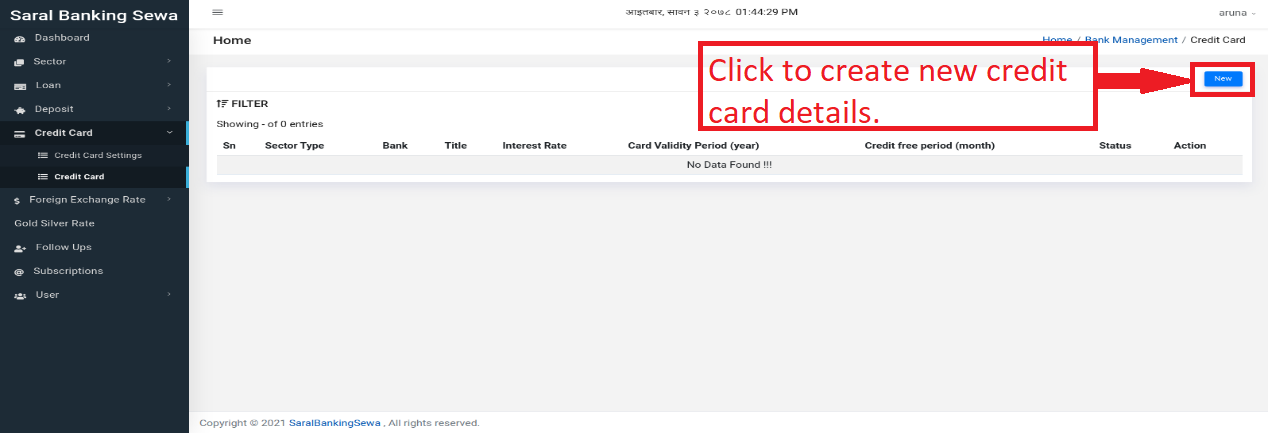 Saral Banking Sewa
आइतबार, सावन ३ २०७८ 01:44:29 PM
aruna
Dashboard
Sector
Loan
Deposit
Credit Card
Credit Card Settings
Credit Card
Foreign Exchange Rate
Gold Silver Rate
Follow Ups
Subscriptions
User
Home
Home / Bank Management / Credit Card
Click to create new credit
card details.
New
FILTER
Showing - of 0 entries
Sn Sector Type Bank Title Interest Rate Card Validity Period (year) Credit free period (month) Status Action
No Data Found !!!
Copyright © 2021 SaralBankingSewa , All rights reserved.